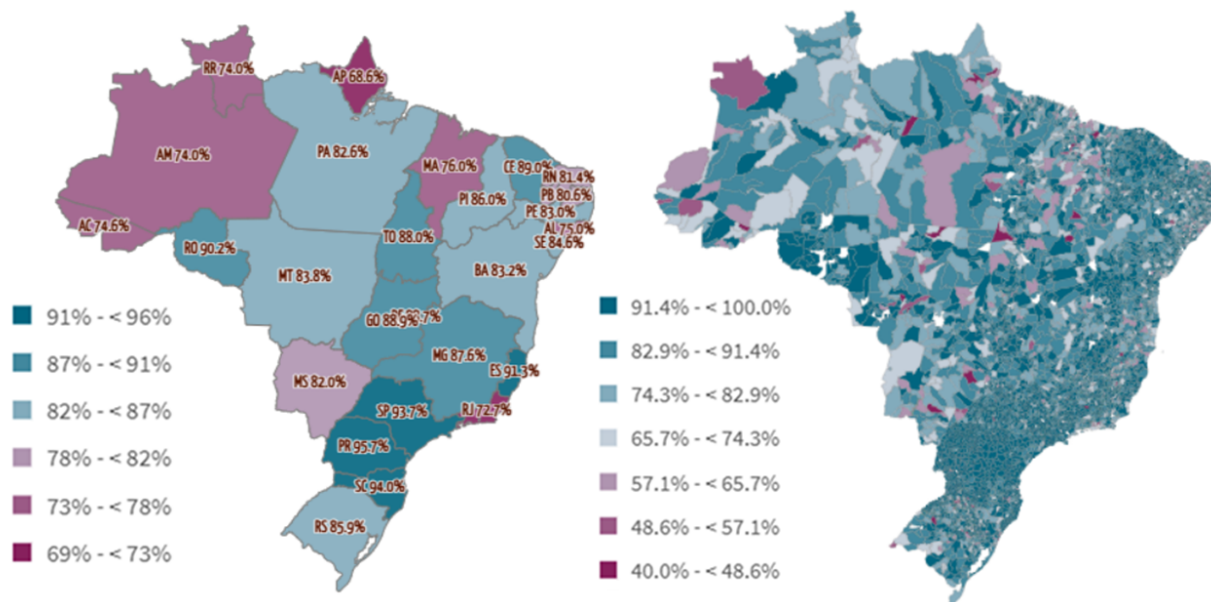 RR 74.0%
AP 68.6%
AM 74.0%
PA 82.6%
MA 76.0%
CE 89.0%
RN 81.4%
PB 80.6%
PI 86.0%
PE 83.0%
AL 75.0%
SE 84.6%
AC 74.6%
RO 90.2%
TO 88.0%
MT 83.8%
BA 83.2%
GO 88.9%
MG 87.6%
ES 91.3%
MS 82.0%
SP 93.7%
RJ 72.7%
PR 95.7%
SC 94.0%
RS 85.9%
91% - < 96%
87% - < 91%
82% - < 87%
78% - < 82%
73% - < 78%
69% - < 73%
91.4% - < 100.0%
82.9% - < 91.4%
74.3% - < 82.9%
65.7% - < 74.3%
57.1% - < 65.7%
48.6% - < 57.1%
40.0% - < 48.6%